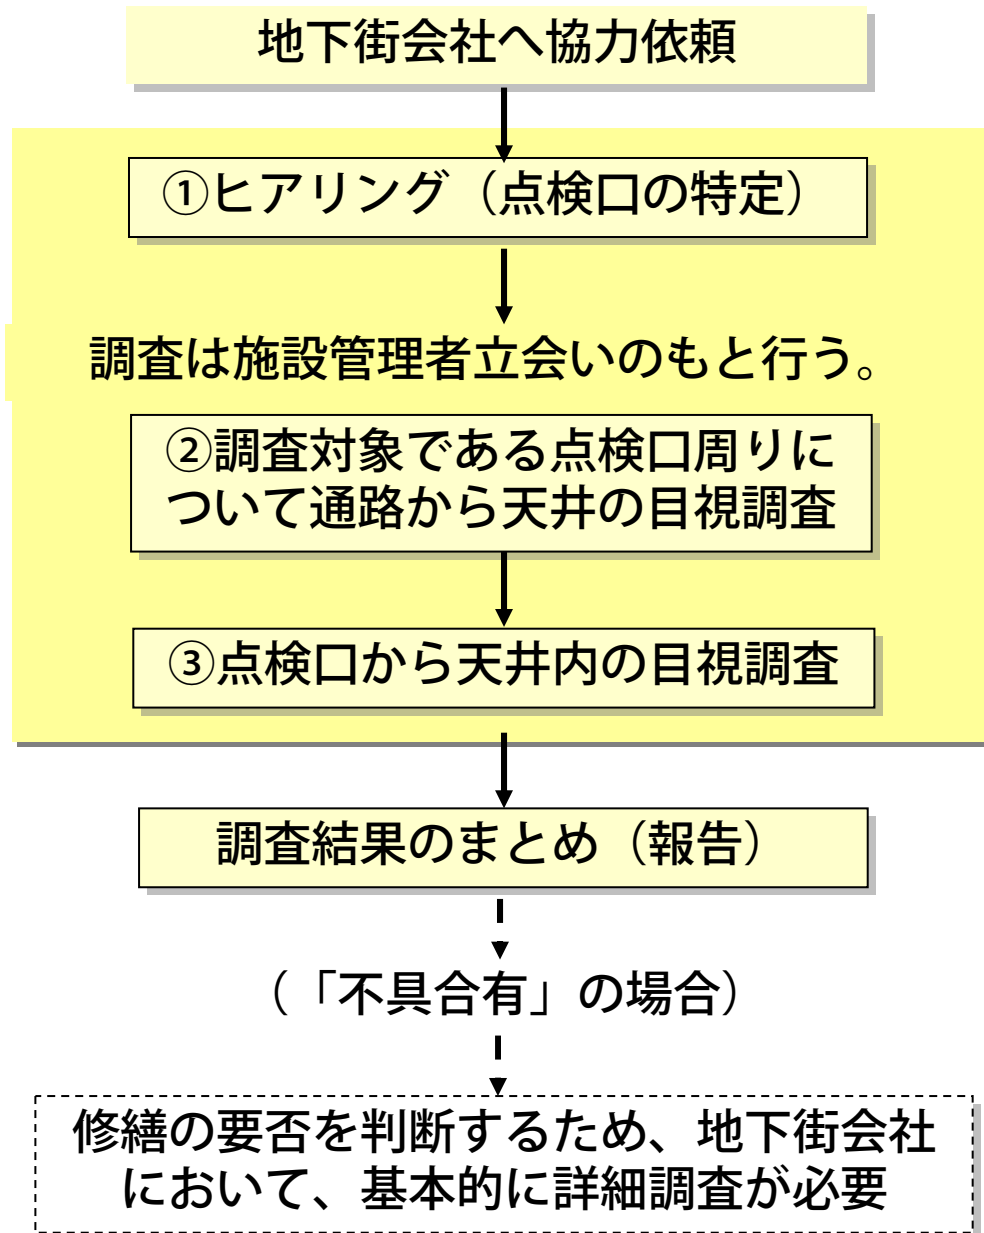 地下街会社へ協力依頼
①ヒアリング（点検口の特定）
調査は施設管理者立会いのもと行う。
②調査対象である点検口周りに
ついて通路から天井の目視調査
③点検口から天井内の目視調査
調査結果のまとめ（報告）
（「不具合有」の場合）
修繕の要否を判断するため、地下街会社
において、基本的に詳細調査が必要